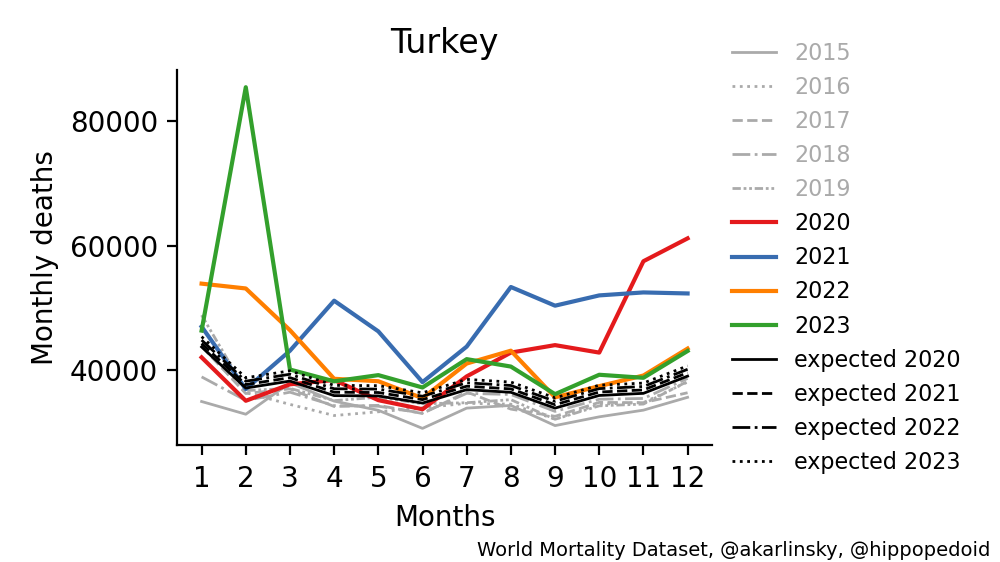 Turkey
Monthly deaths
80000
60000
40000
1 2 3 4 5 6 7 8 9 10 11 12
Months
2015
2016
2017
2018
2019
2020
2021
2022
2023
expected 2020
expected 2021
expected 2022
expected 2023
World Mortality Dataset, @akarlinsky, @hippopedoid